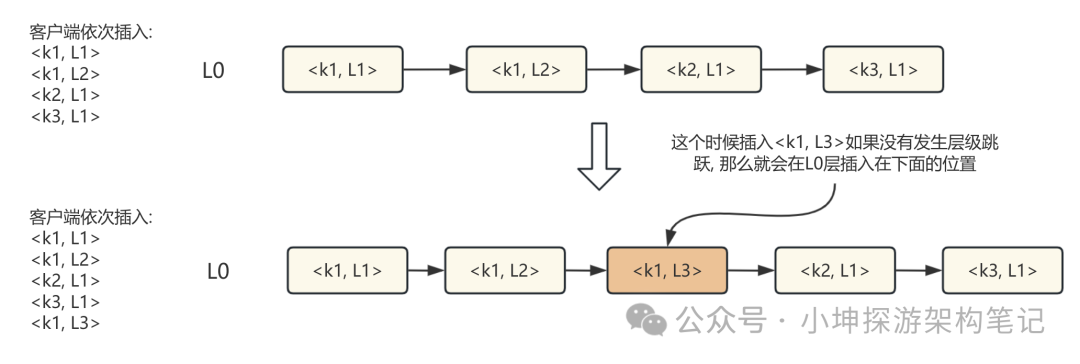 客户端依次插入:
<k1, L1>
<k1, L2>
<k2, L1>
<k3, L1>
L0
<k1, L1>
<k1, L2>
<k2, L1>
<k3, L1>
这个时候插入<k1, L3>如果没有发生层级跳
跃, 那么就会在L0层插入在下面的位置
客户端依次插入:
<k1, L1>
<k1, L2>
<k2, L1>
<k3, L1>
<k1, L3>
L0
<k1, L1>
<k1, L2>
<k1, L3>
<k2, L1>
<k3, L1>
公众号 · 小坤探游架构笔记